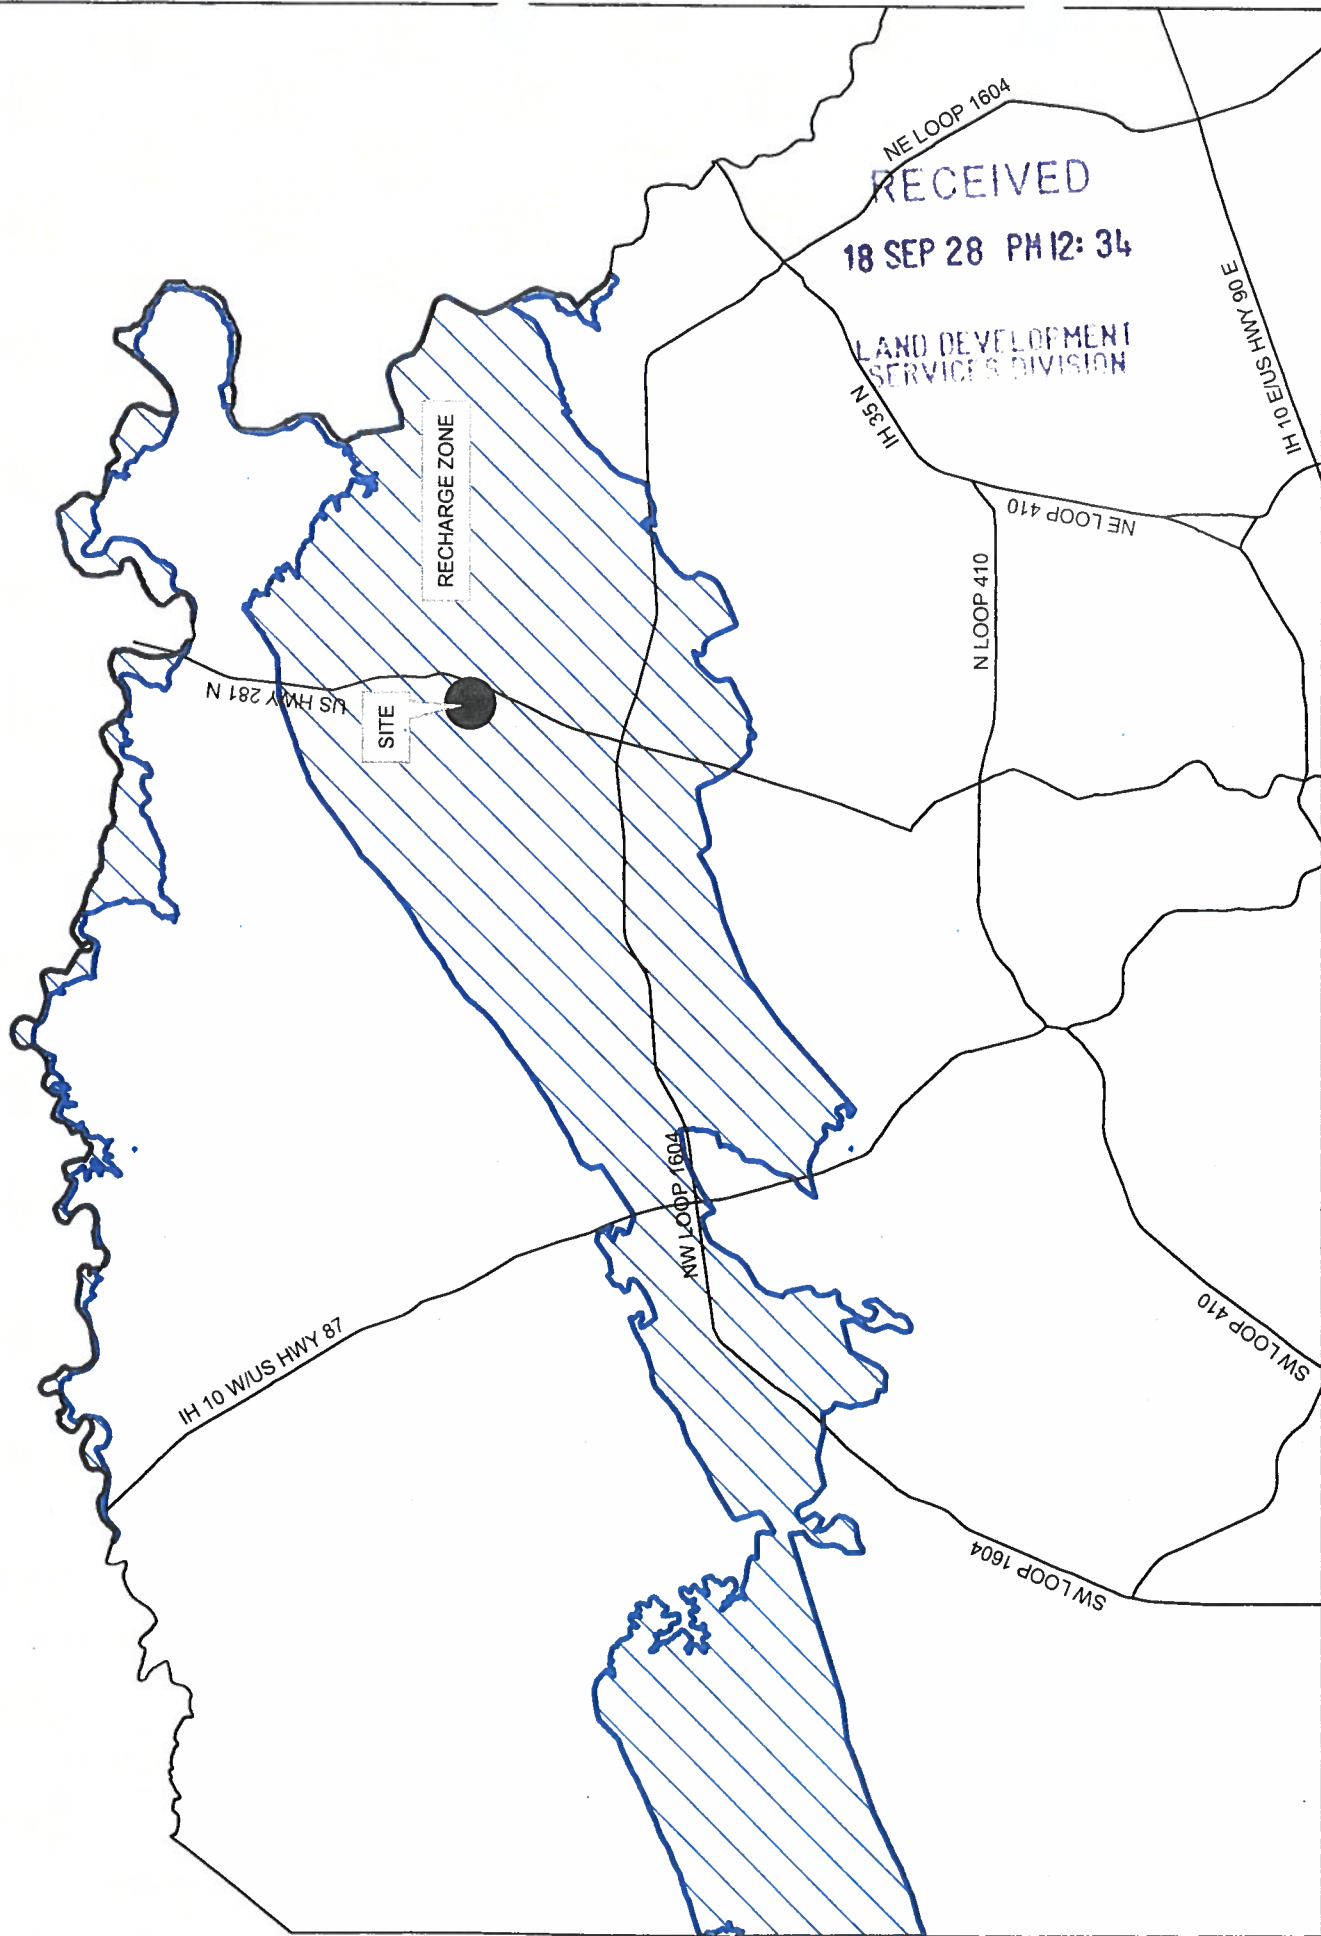 NE LOOP 1604
RECEIVED
18 SEP 28 PM 12: 34
LAND DEVELOPMENT
SERVICES DIVISION
IH 35 N
IH 10 E/US HWY 90 E
NE LOOP 410
N LOOP 410
RECHARGE ZONE
US HWY 281 N
SITE
NW LOOP 1604
IH 10 W/US HWY 87
SW LOOP 410
SW LOOP 1604